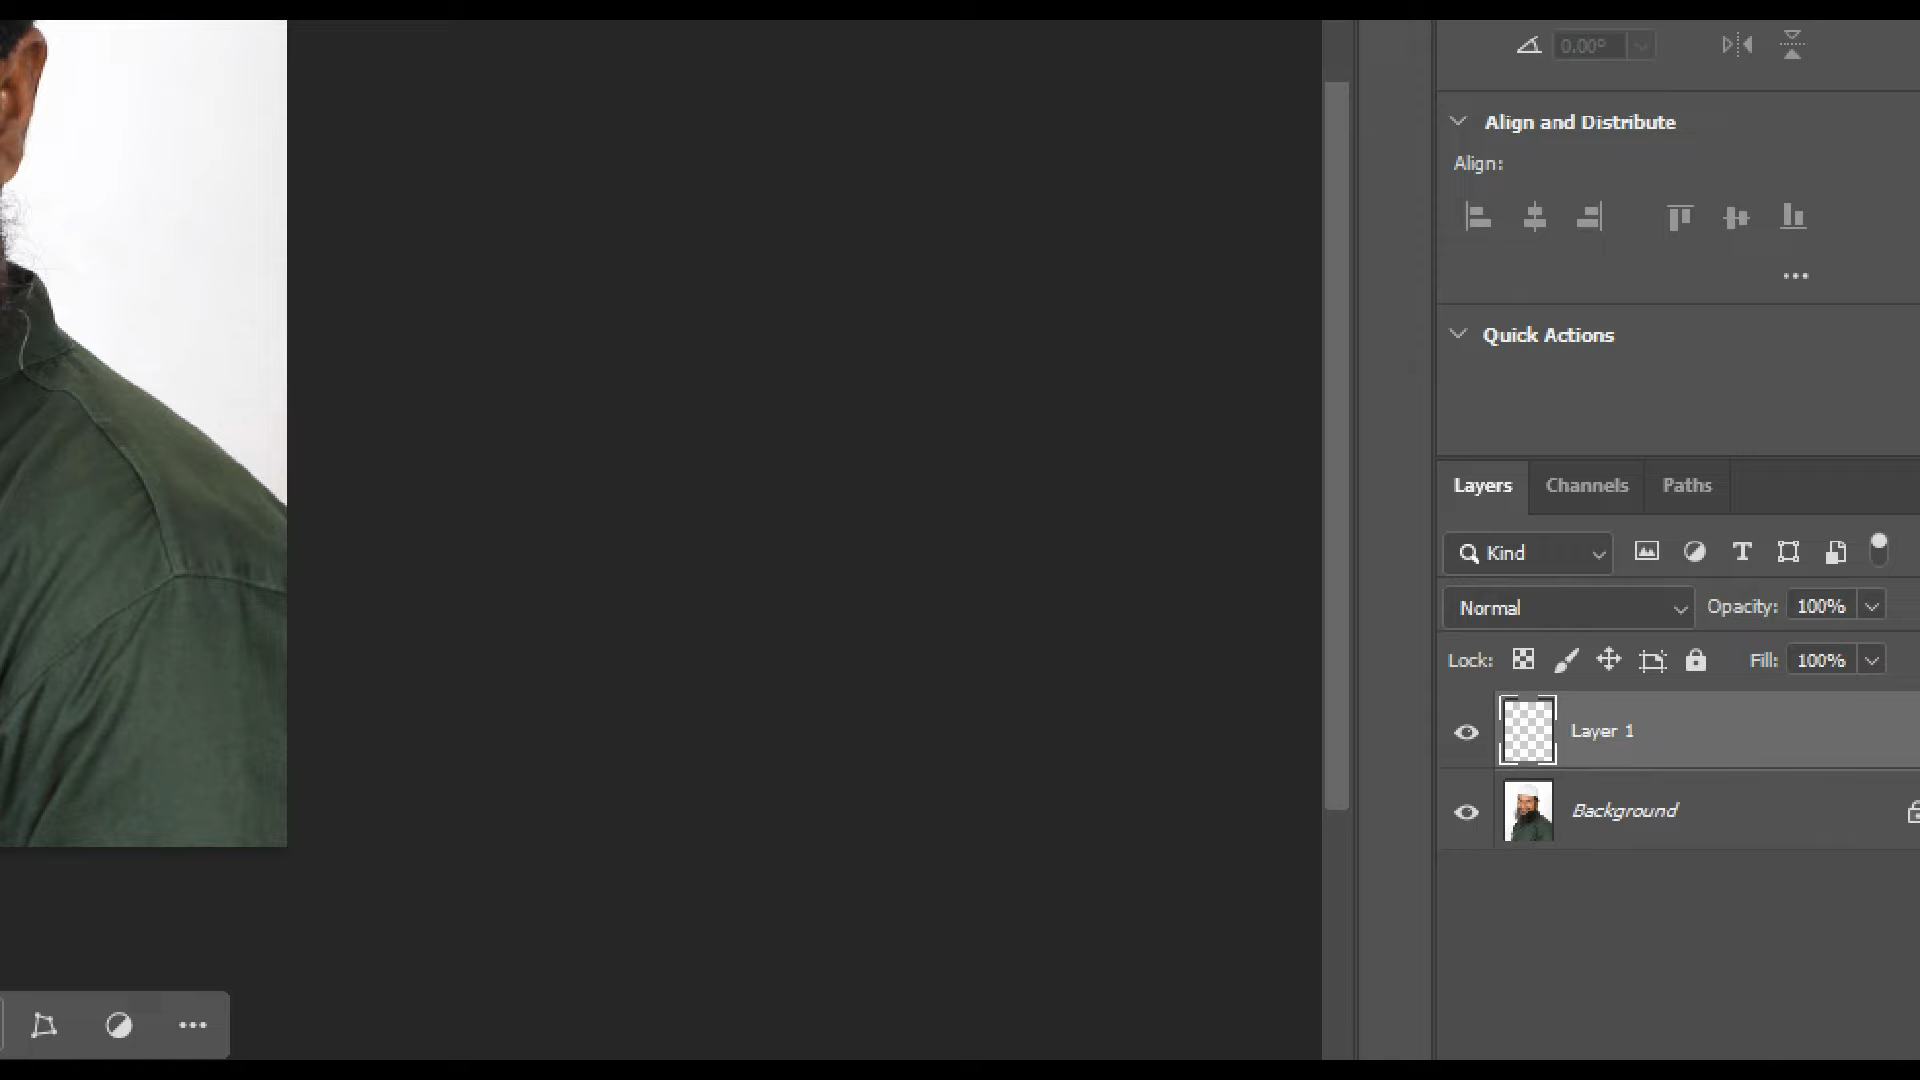 0.00°
Align and Distribute
Align:
Quick Actions
Layers Channels Paths
Kind
Normal Opacity: 100%
Lock: Fill: 100%
Layer 1
Background